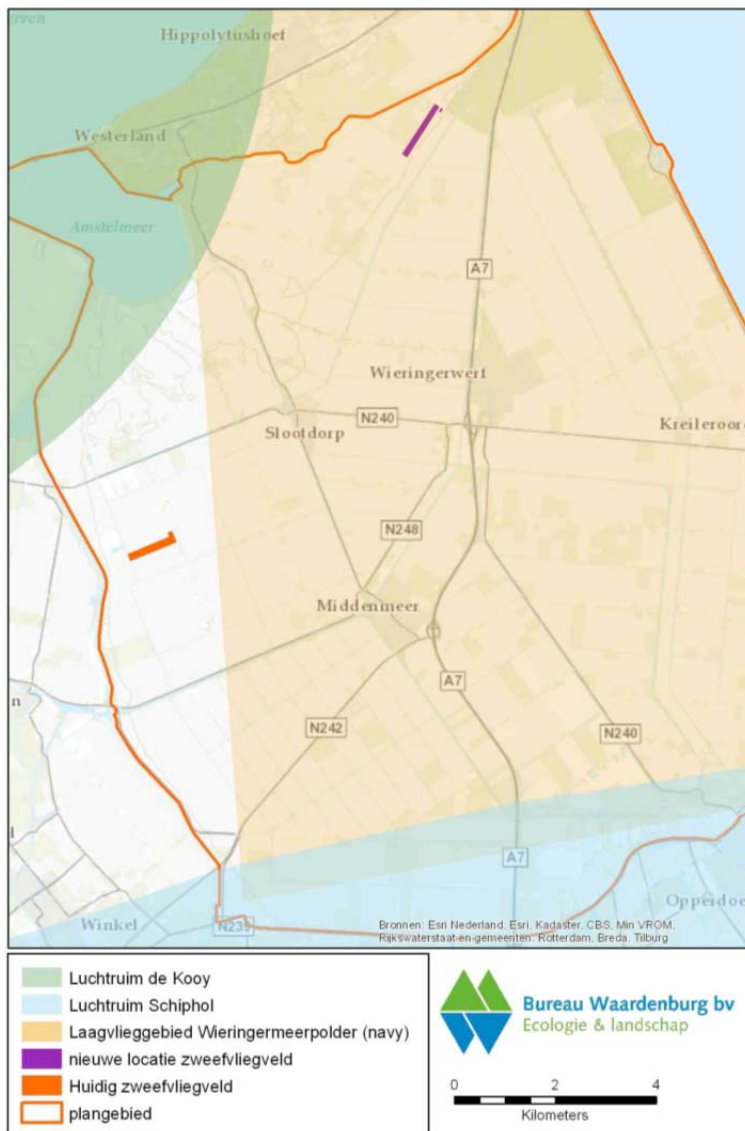 Hippolytushoef
Westerland
Amstelmeer
A7
Wieringerwerf
N240
Slootdorp
Kreileroord
N248
Middenmeer
A7
N242
N240
A7
Opperdoes
Winkel
N239
Bronnen: Esri Nederland, Esri, Kadaster, CBS, Min VROM,
Rijkswaterstaat en gemeenten: Rotterdam, Breda, Tilburg
Luchtruim de Kooy
Luchtruim Schiphol
Laagvlieggebied Wieringermeerpolder (navy)
nieuwe locatie zweefvliegveld
Huidig zweefvliegveld
plangebied
Bureau Waardenburg bv
Ecologie & landschap
0 2 4
Kilometers